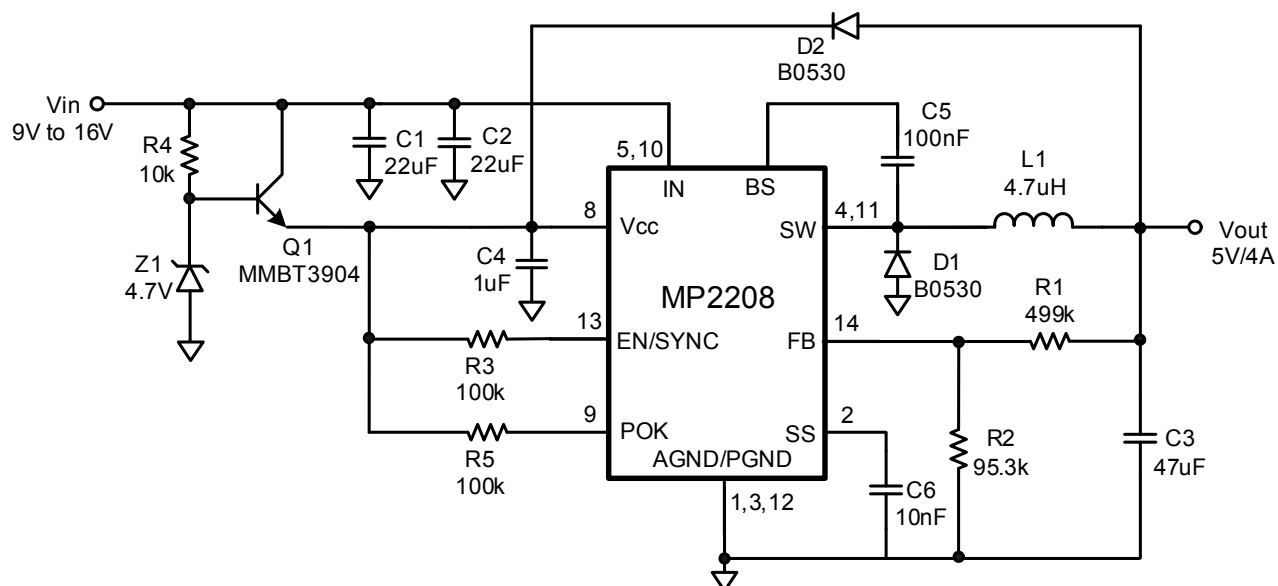 D2
B0530
Vin
9V to 16V
R4
10k
C1
22uF
C2
22uF
5,10
C5
100nF
L1
4.7uH
IN
BS
8
Vcc
4,11
SW
Vout
5V/4A
Q1
MMBT3904
Z1
4.7V
C4
1uF
D1
B0530
MP2208
R1
499k
13
EN/SYNC
14
FB
R3
100k
9
POK
2
SS
R5
100k
AGND/PGND
R2
95.3k
C3
47uF
1,3,12
C6
10nF